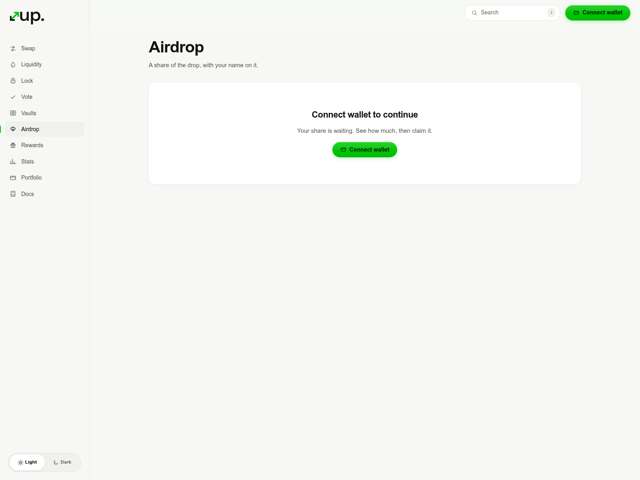 up.
Search
/
Connect wallet
Swap
Liquidity
Lock
Vote
Vaults
Airdrop
Rewards
Stats
Portfolio
Docs
Airdrop
A share of the drop, with your name on it.
Connect wallet to continue
Your share is waiting. See how much, then claim it.
Connect wallet
Light
Dark